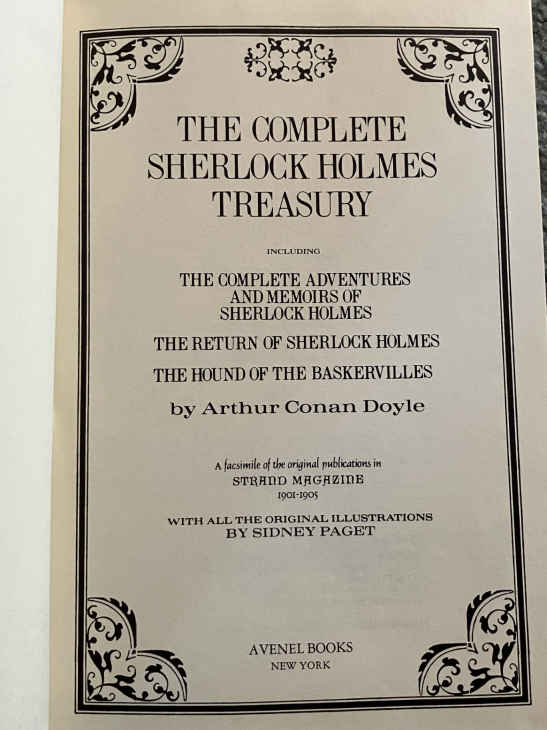 THE COMPLETE
SHERLOCK HOLMES
TREASURY
INCLUDING
THE COMPLETE ADVENTURES
AND MEMOIRS OF
SHERLOCK HOLMES
THE RETURN OF SHERLOCK HOLMES
THE HOUND OF THE BASKERVILLES
by Arthur Conan Doyle
A facsimile of the original publications in
STRAND MAGAZINE
1901-1905
WITH ALL THE ORIGINAL ILLUSTRATIONS
BY SIDNEY PAGET
AVENEL BOOKS
NEW YORK